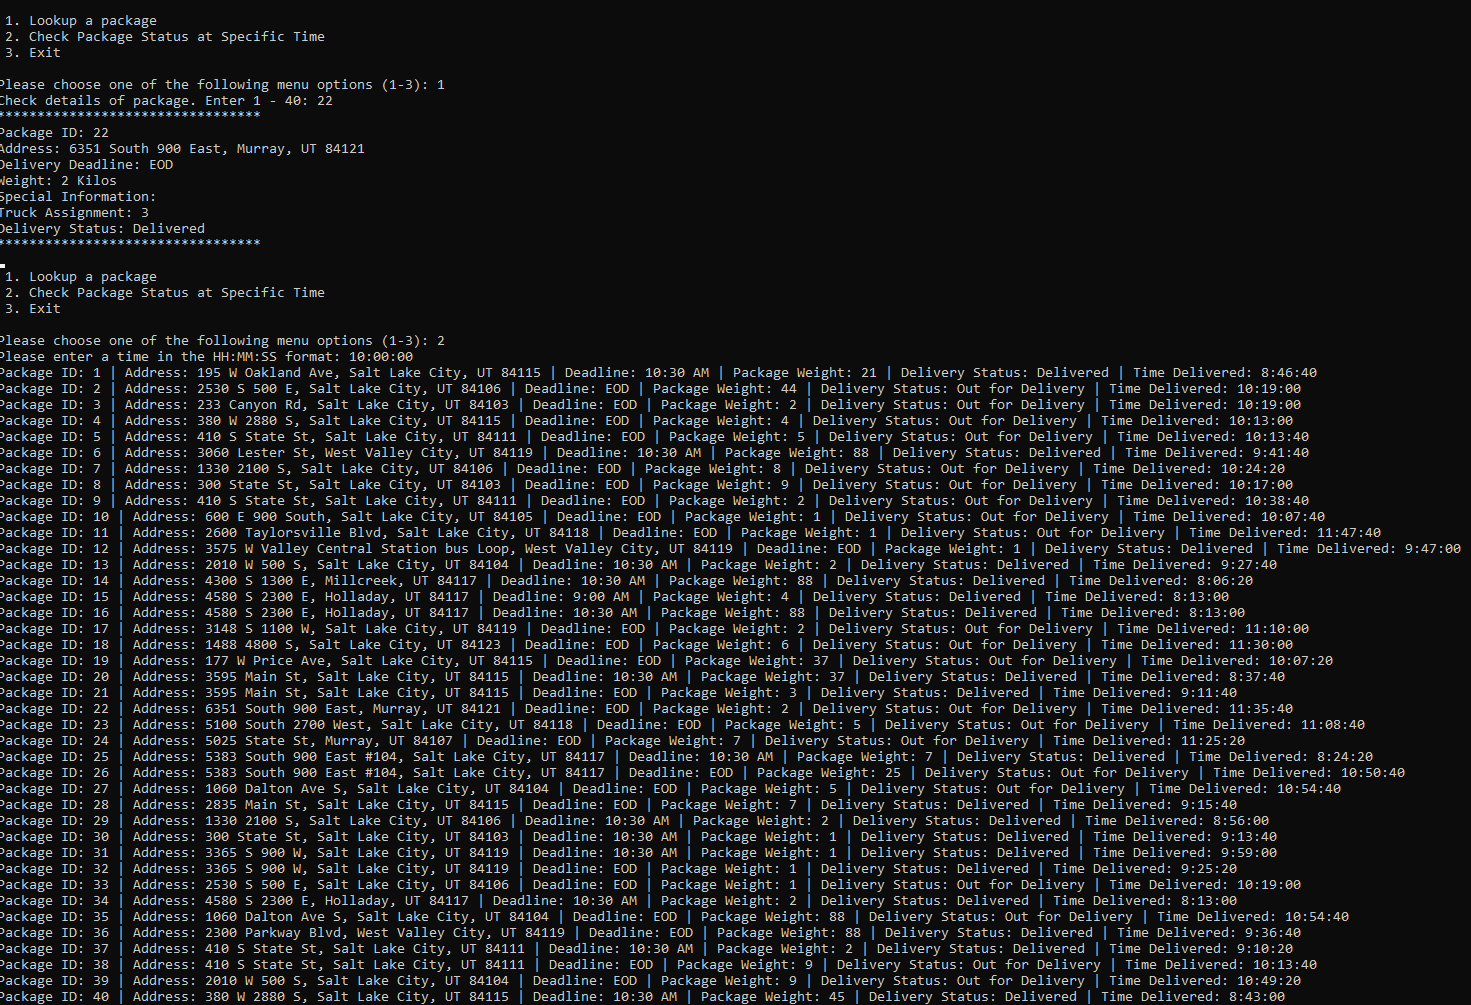 1. Lookup a package
2. Check Package Status at Specific Time
3. Exit
Please choose one of the following menu options (1-3): 1
Check details of package. Enter 1 - 40: 22
*********************************
Package ID: 22
Address: 6351 South 900 East, Murray, UT 84121
Delivery Deadline: EOD
Weight: 2 Kilos
Special Information:
Truck Assignment: 3
Delivery Status: Delivered
*********************************
1. Lookup a package
2. Check Package Status at Specific Time
3. Exit
Please choose one of the following menu options (1-3): 2
Please enter a time in the HH:MM:SS format: 10:00:00
Package ID: 1 | Address: 195 W Oakland Ave, Salt Lake City, UT 84115 | Deadline: 10:30 AM | Package Weight: 21 | Delivery Status: Delivered | Time Delivered: 8:46:40
Package ID: 2 | Address: 2530 S 500 E, Salt Lake City, UT 84106 | Deadline: EOD | Package Weight: 44 | Delivery Status: Out for Delivery | Time Delivered: 10:19:00
Package ID: 3 | Address: 233 Canyon Rd, Salt Lake City, UT 84103 | Deadline: EOD | Package Weight: 2 | Delivery Status: Out for Delivery | Time Delivered: 10:19:00
Package ID: 4 | Address: 380 W 2880 S, Salt Lake City, UT 84115 | Deadline: EOD | Package Weight: 4 | Delivery Status: Out for Delivery | Time Delivered: 10:13:00
Package ID: 5 | Address: 410 S State St, Salt Lake City, UT 84111 | Deadline: EOD | Package Weight: 5 | Delivery Status: Out for Delivery | Time Delivered: 10:13:40
Package ID: 6 | Address: 3060 Lester St, West Valley City, UT 84119 | Deadline: 10:30 AM | Package Weight: 88 | Delivery Status: Delivered | Time Delivered: 9:41:40
Package ID: 7 | Address: 1330 2100 S, Salt Lake City, UT 84106 | Deadline: EOD | Package Weight: 8 | Delivery Status: Out for Delivery | Time Delivered: 10:24:20
Package ID: 8 | Address: 300 State St, Salt Lake City, UT 84103 | Deadline: EOD | Package Weight: 9 | Delivery Status: Out for Delivery | Time Delivered: 10:17:00
Package ID: 9 | Address: 410 S State St, Salt Lake City, UT 84111 | Deadline: EOD | Package Weight: 2 | Delivery Status: Out for Delivery | Time Delivered: 10:38:40
Package ID: 10 | Address: 600 E 900 South, Salt Lake City, UT 84105 | Deadline: EOD | Package Weight: 1 | Delivery Status: Out for Delivery | Time Delivered: 10:07:40
Package ID: 11 | Address: 2600 Taylorsville Blvd, Salt Lake City, UT 84118 | Deadline: EOD | Package Weight: 1 | Delivery Status: Out for Delivery | Time Delivered: 11:47:40
Package ID: 12 | Address: 3575 W Valley Central Station bus Loop, West Valley City, UT 84119 | Deadline: EOD | Package Weight: 1 | Delivery Status: Delivered | Time Delivered: 9:47:00
Package ID: 13 | Address: 2010 W 500 S, Salt Lake City, UT 84104 | Deadline: 10:30 AM | Package Weight: 2 | Delivery Status: Delivered | Time Delivered: 9:27:40
Package ID: 14 | Address: 4300 S 1300 E, Millcreek, UT 84117 | Deadline: 10:30 AM | Package Weight: 88 | Delivery Status: Delivered | Time Delivered: 8:06:20
Package ID: 15 | Address: 4580 S 2300 E, Holladay, UT 84117 | Deadline: 9:00 AM | Package Weight: 4 | Delivery Status: Delivered | Time Delivered: 8:13:00
Package ID: 16 | Address: 4580 S 2300 E, Holladay, UT 84117 | Deadline: 10:30 AM | Package Weight: 88 | Delivery Status: Delivered | Time Delivered: 8:13:00
Package ID: 17 | Address: 3148 S 1100 W, Salt Lake City, UT 84119 | Deadline: EOD | Package Weight: 2 | Delivery Status: Out for Delivery | Time Delivered: 11:10:00
Package ID: 18 | Address: 1488 4800 S, Salt Lake City, UT 84123 | Deadline: EOD | Package Weight: 6 | Delivery Status: Out for Delivery | Time Delivered: 11:30:00
Package ID: 19 | Address: 177 W Price Ave, Salt Lake City, UT 84115 | Deadline: EOD | Package Weight: 37 | Delivery Status: Out for Delivery | Time Delivered: 10:07:20
Package ID: 20 | Address: 3595 Main St, Salt Lake City, UT 84115 | Deadline: 10:30 AM | Package Weight: 37 | Delivery Status: Delivered | Time Delivered: 8:37:40
Package ID: 21 | Address: 3595 Main St, Salt Lake City, UT 84115 | Deadline: EOD | Package Weight: 3 | Delivery Status: Delivered | Time Delivered: 9:11:40
Package ID: 22 | Address: 6351 South 900 East, Murray, UT 84121 | Deadline: EOD | Package Weight: 2 | Delivery Status: Out for Delivery | Time Delivered: 11:35:40
Package ID: 23 | Address: 5100 South 2700 West, Salt Lake City, UT 84118 | Deadline: EOD | Package Weight: 5 | Delivery Status: Out for Delivery | Time Delivered: 11:08:40
Package ID: 24 | Address: 5025 State St, Murray, UT 84107 | Deadline: EOD | Package Weight: 7 | Delivery Status: Out for Delivery | Time Delivered: 11:25:20
Package ID: 25 | Address: 5383 South 900 East #104, Salt Lake City, UT 84117 | Deadline: 10:30 AM | Package Weight: 7 | Delivery Status: Delivered | Time Delivered: 8:24:20
Package ID: 26 | Address: 5383 South 900 East #104, Salt Lake City, UT 84117 | Deadline: EOD | Package Weight: 25 | Delivery Status: Out for Delivery | Time Delivered: 10:50:40
Package ID: 27 | Address: 1060 Dalton Ave S, Salt Lake City, UT 84104 | Deadline: EOD | Package Weight: 5 | Delivery Status: Out for Delivery | Time Delivered: 10:54:40
Package ID: 28 | Address: 2835 Main St, Salt Lake City, UT 84115 | Deadline: EOD | Package Weight: 7 | Delivery Status: Delivered | Time Delivered: 9:15:40
Package ID: 29 | Address: 1330 2100 S, Salt Lake City, UT 84106 | Deadline: 10:30 AM | Package Weight: 2 | Delivery Status: Delivered | Time Delivered: 8:56:00
Package ID: 30 | Address: 300 State St, Salt Lake City, UT 84103 | Deadline: 10:30 AM | Package Weight: 1 | Delivery Status: Delivered | Time Delivered: 9:13:40
Package ID: 31 | Address: 3365 S 900 W, Salt Lake City, UT 84119 | Deadline: 10:30 AM | Package Weight: 1 | Delivery Status: Delivered | Time Delivered: 9:59:00
Package ID: 32 | Address: 3365 S 900 W, Salt Lake City, UT 84119 | Deadline: EOD | Package Weight: 1 | Delivery Status: Delivered | Time Delivered: 9:25:20
Package ID: 33 | Address: 2530 S 500 E, Salt Lake City, UT 84106 | Deadline: EOD | Package Weight: 1 | Delivery Status: Out for Delivery | Time Delivered: 10:19:00
Package ID: 34 | Address: 4580 S 2300 E, Holladay, UT 84117 | Deadline: 10:30 AM | Package Weight: 2 | Delivery Status: Delivered | Time Delivered: 8:13:00
Package ID: 35 | Address: 1060 Dalton Ave S, Salt Lake City, UT 84104 | Deadline: EOD | Package Weight: 88 | Delivery Status: Out for Delivery | Time Delivered: 10:54:40
Package ID: 36 | Address: 2300 Parkway Blvd, West Valley City, UT 84119 | Deadline: EOD | Package Weight: 88 | Delivery Status: Delivered | Time Delivered: 9:36:40
Package ID: 37 | Address: 410 S State St, Salt Lake City, UT 84111 | Deadline: 10:30 AM | Package Weight: 2 | Delivery Status: Delivered | Time Delivered: 9:10:20
Package ID: 38 | Address: 410 S State St, Salt Lake City, UT 84111 | Deadline: EOD | Package Weight: 9 | Delivery Status: Out for Delivery | Time Delivered: 10:13:40
Package ID: 39 | Address: 2010 W 500 S, Salt Lake City, UT 84104 | Deadline: EOD | Package Weight: 9 | Delivery Status: Out for Delivery | Time Delivered: 10:49:20
Package ID: 40 | Address: 380 W 2880 S, Salt Lake City, UT 84115 | Deadline: 10:30 AM | Package Weight: 45 | Delivery Status: Delivered | Time Delivered: 8:43:00